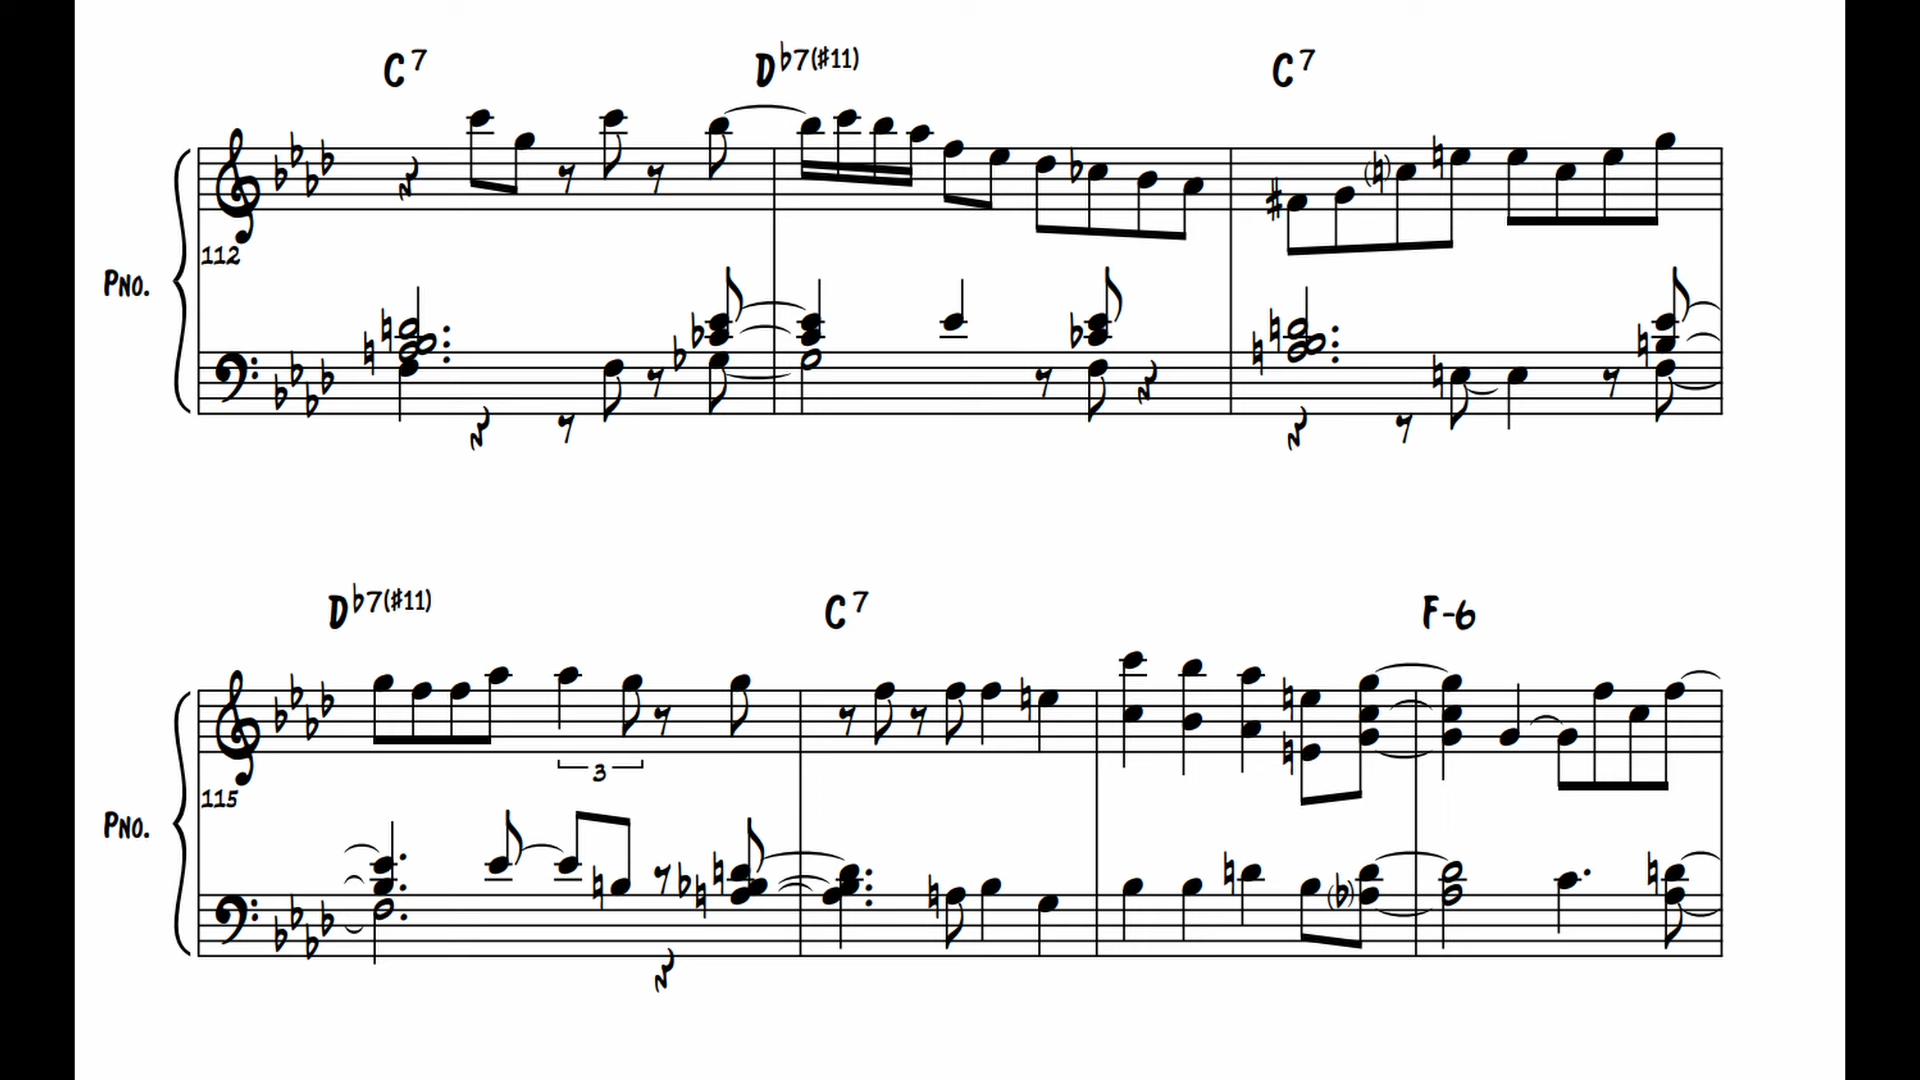 C7 D♭7(♯11) C7
112
PNO.
D♭7(♯11) C7 F-6
3
115
PNO.